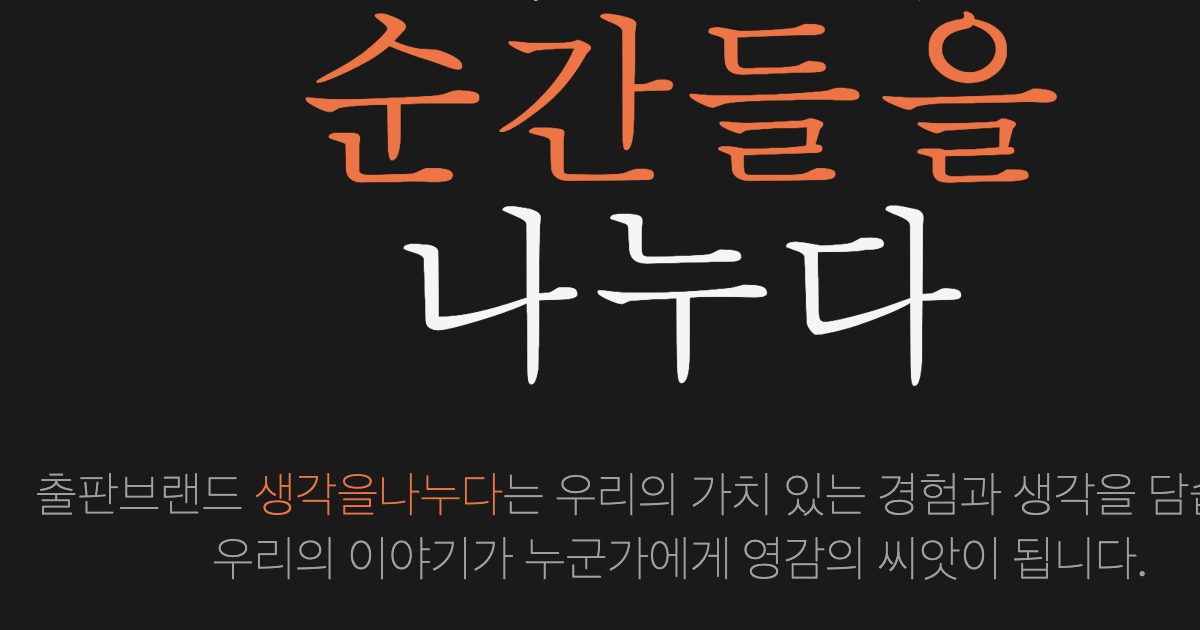 순간들을
나누다
출판브랜드 생각을나누다는 우리의 가치 있는 경험과 생각을
우리의 이야기가 누군가에게 영감의 씨앗이 됩니다.